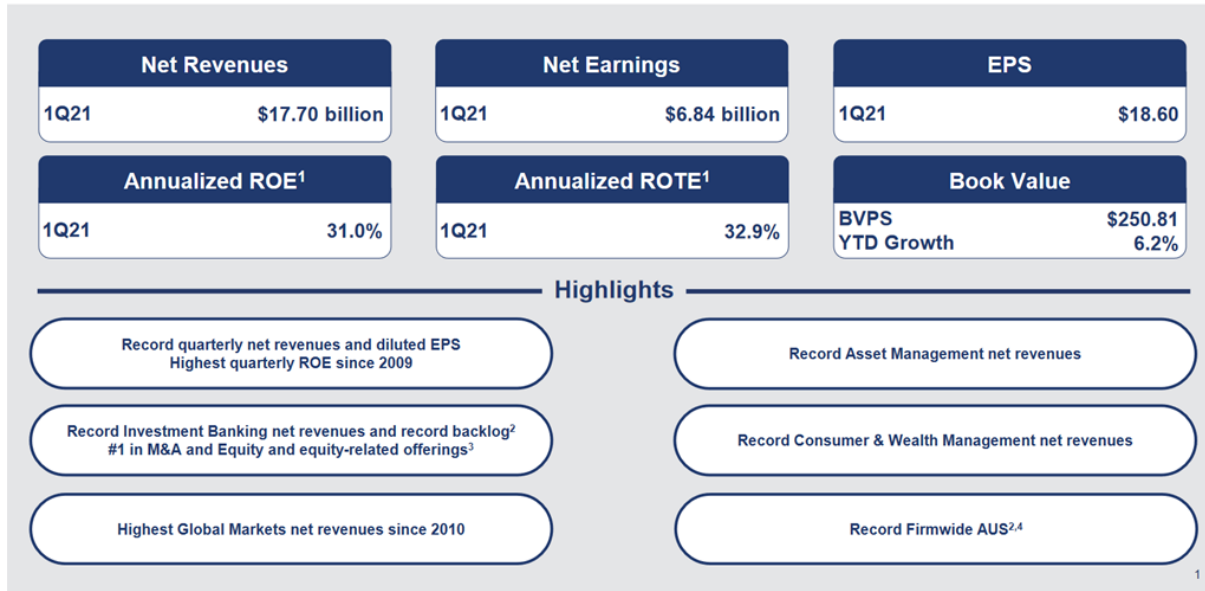 Net Revenues
1Q21 $17.70 billion
Net Earnings
1Q21 $6.84 billion
EPS
1Q21 $18.60
Annualized ROE¹
1Q21 31.0%
Annualized ROTE¹
1Q21 32.9%
Book Value
BVPS $250.81
YTD Growth 6.2%
Highlights
Record quarterly net revenues and diluted EPS
Highest quarterly ROE since 2009
Record Asset Management net revenues
Record Investment Banking net revenues and record backlog²
#1 in M&A and Equity and equity-related offerings³
Record Consumer & Wealth Management net revenues
Highest Global Markets net revenues since 2010
Record Firmwide AUS²,⁴
1